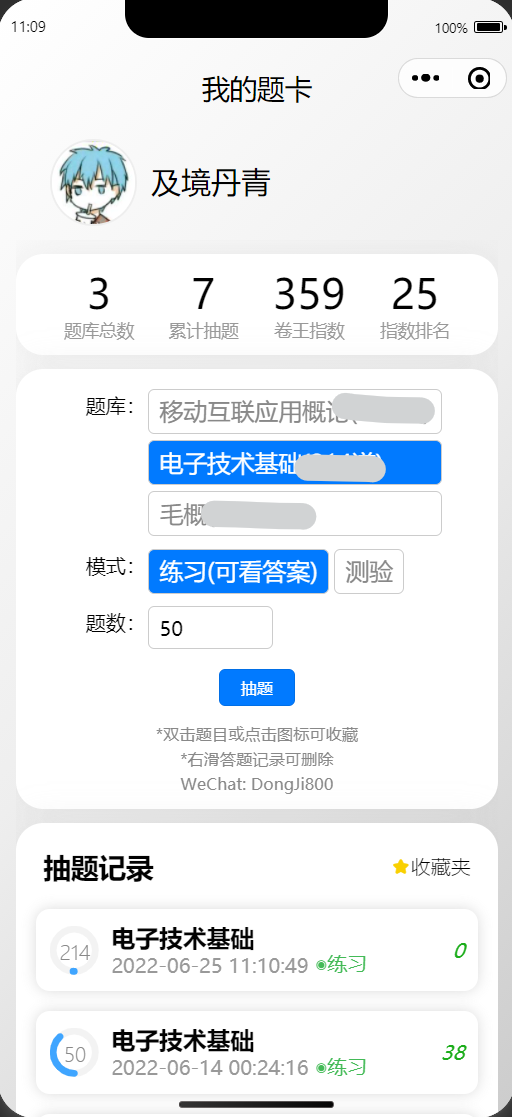 11:09
100%
我的题卡
及境丹青
3 7 359 25
题库总数 累计抽题 卷王指数 指数排名
题库: 移动互联应用概论(
电子技术基础
毛概
模式: 练习(可看答案) 测验
题数: 50
抽题
*双击题目或点击图标可收藏
*右滑答题记录可删除
WeChat: DongJi800
抽题记录 收藏夹
214 电子技术基础 0
2022-06-25 11:10:49 练习
50 电子技术基础 38
2022-06-14 00:24:16 练习